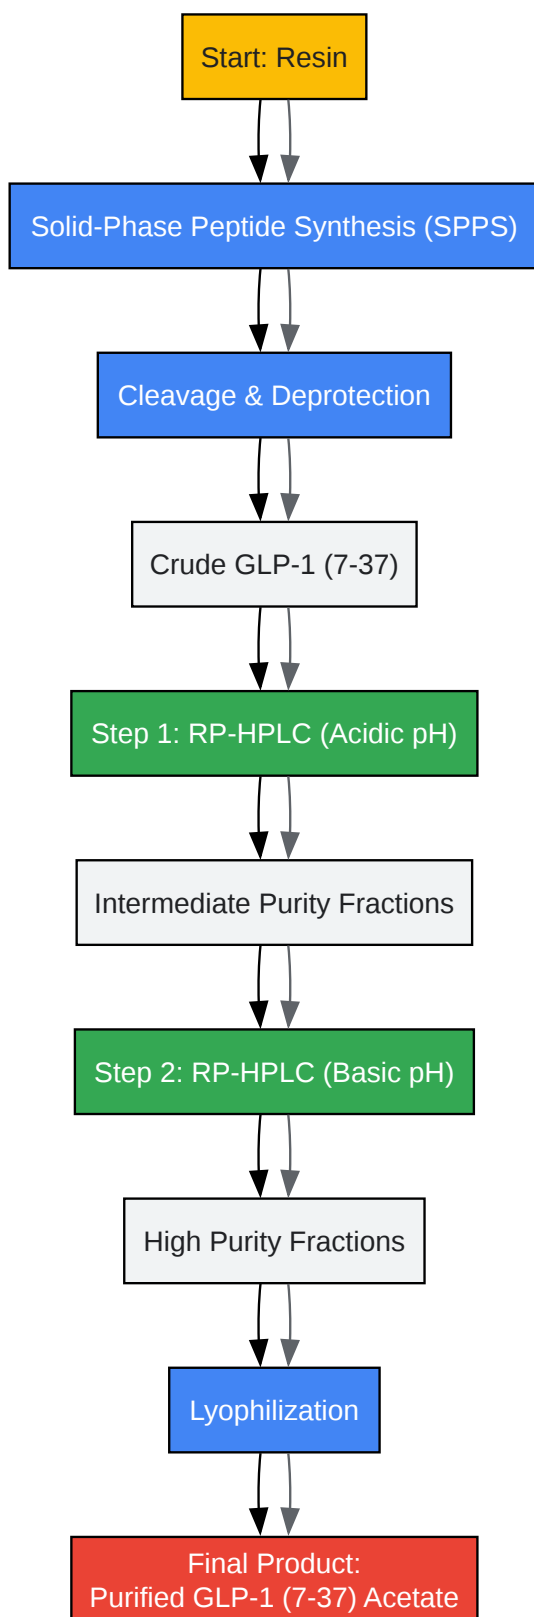 Start: Resin
Solid-Phase Peptide Synthesis (SPPS)
Cleavage & Deprotection
Crude GLP-1 (7-37)
Step 1: RP-HPLC (Acidic pH)
Intermediate Purity Fractions
Step 2: RP-HPLC (Basic pH)
High Purity Fractions
Lyophilization
Final Product:
Purified GLP-1 (7-37) Acetate